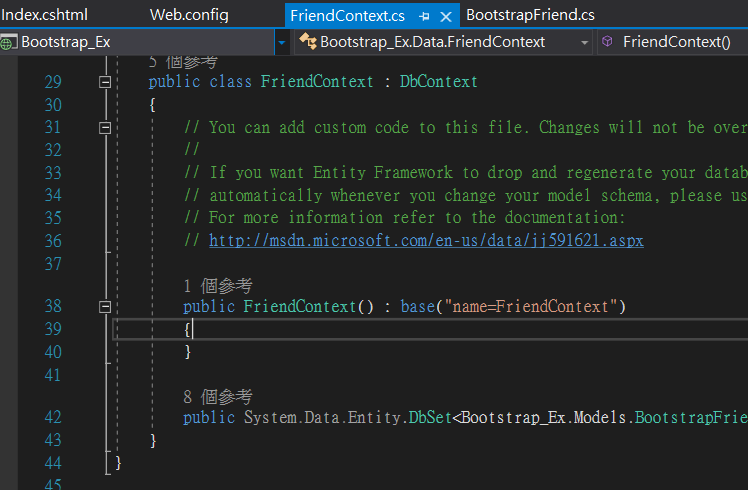 Index.cshtml Web.config FriendContext.cs BootstrapFriend.cs
Bootstrap_Ex Bootstrap_Ex.Data.FriendContext FriendContext()
5 個參考
29 public class FriendContext : DbContext
30 {
31 // You can add custom code to this file. Changes will not be over
32 //
33 // If you want Entity Framework to drop and regenerate your datab
34 // automatically whenever you change your model schema, please us
35 // For more information refer to the documentation:
36 // http://msdn.microsoft.com/en-us/data/jj591621.aspx
37
1 個參考
38 public FriendContext() : base("name=FriendContext")
39 {
40 }
41
8 個參考
42 public System.Data.Entity.DbSet<Bootstrap_Ex.Models.BootstrapFrie
43 }
44 }
45